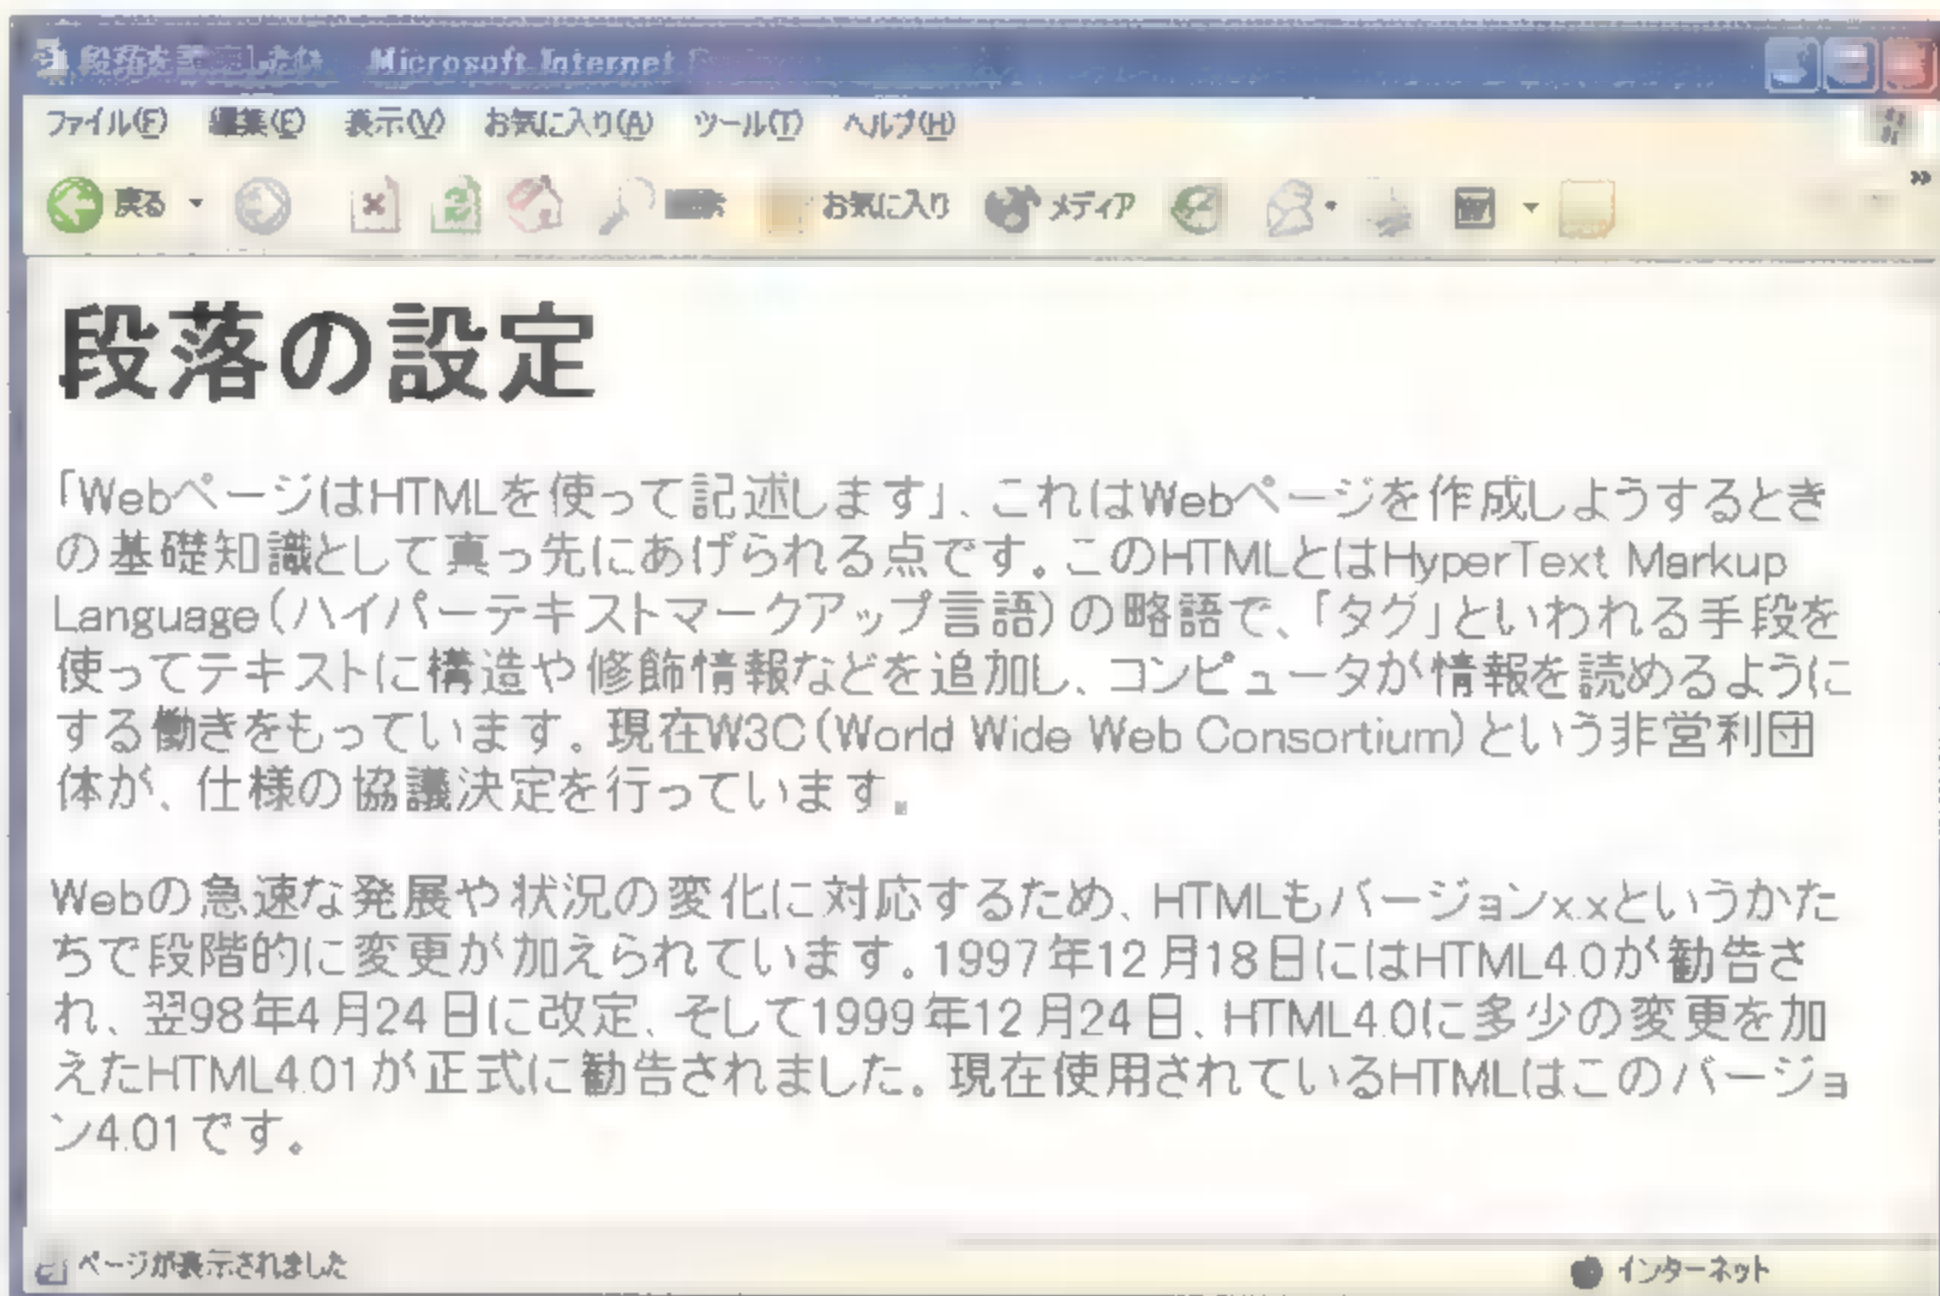 段落を設定したい Microsoft Internet
ファイル(F) 編集(E) 表示(V) お気に入り(A) ツール(T) ヘルプ(H)
戻る お気に入り メディア
段落の設定
「WebページはHTMLを使って記述します」、これはWebページを作成しようするとき
の基礎知識として真っ先にあげられる点です。このHTMLとはHyperText Markup
Language（ハイパーテキストマークアップ言語）の略語で、「タグ」といわれる手段を
使ってテキストに構造や修飾情報などを追加し、コンピュータが情報を読めるように
する働きをもっています。現在W3C（World Wide Web Consortium）という非営利団
体が、仕様の協議決定を行っています。
Webの急速な発展や状況の変化に対応するため、HTMLもバージョンx.xというかた
ちで段階的に変更が加えられています。1997年12月18日にはHTML4.0が勧告さ
れ、翌98年4月24日に改定、そして1999年12月24日、HTML4.0に多少の変更を加
えたHTML4.01が正式に勧告されました。現在使用されているHTMLはこのバージョ
ン4.01です。
ページが表示されました インターネット